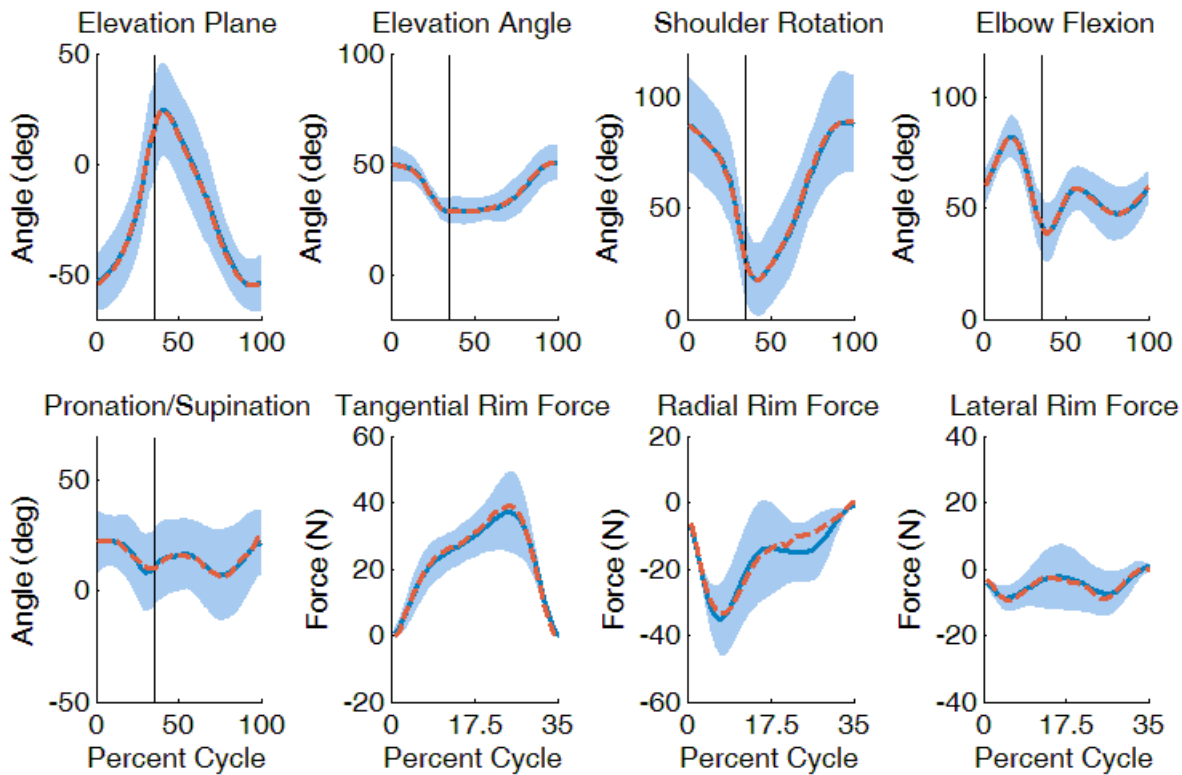 Elevation Plane
Elevation Angle
Shoulder Rotation
Elbow Flexion
50
0
-50
Angle (deg)
0 50 100
100
50
0
Angle (deg)
0 50 100
100
50
0
Angle (deg)
0 50 100
100
50
0
Angle (deg)
0 50 100
Pronation/Supination
Tangential Rim Force
Radial Rim Force
Lateral Rim Force
50
0
-50
Angle (deg)
0 50 100
Percent Cycle
60
40
20
0
-20
Force (N)
0 17.5 35
Percent Cycle
20
0
-20
-40
-60
Force (N)
0 17.5 35
Percent Cycle
40
20
0
-20
-40
Force (N)
0 17.5 35
Percent Cycle